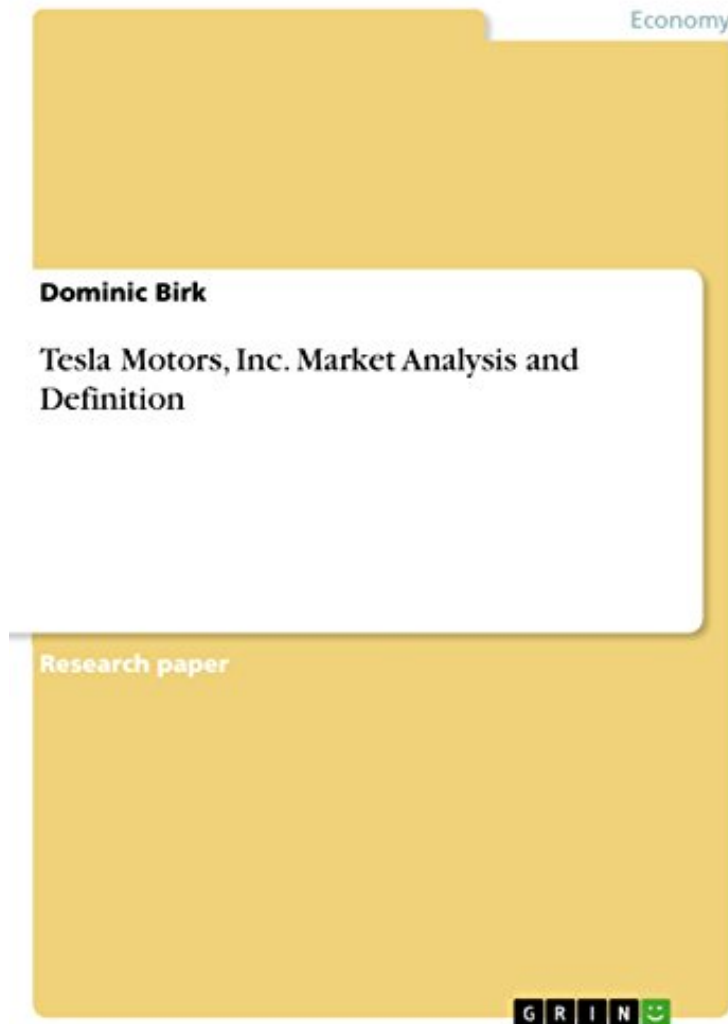 Economy
Dominic Birk
Tesla Motors, Inc. Market Analysis and
Definition
Research paper
GRIN